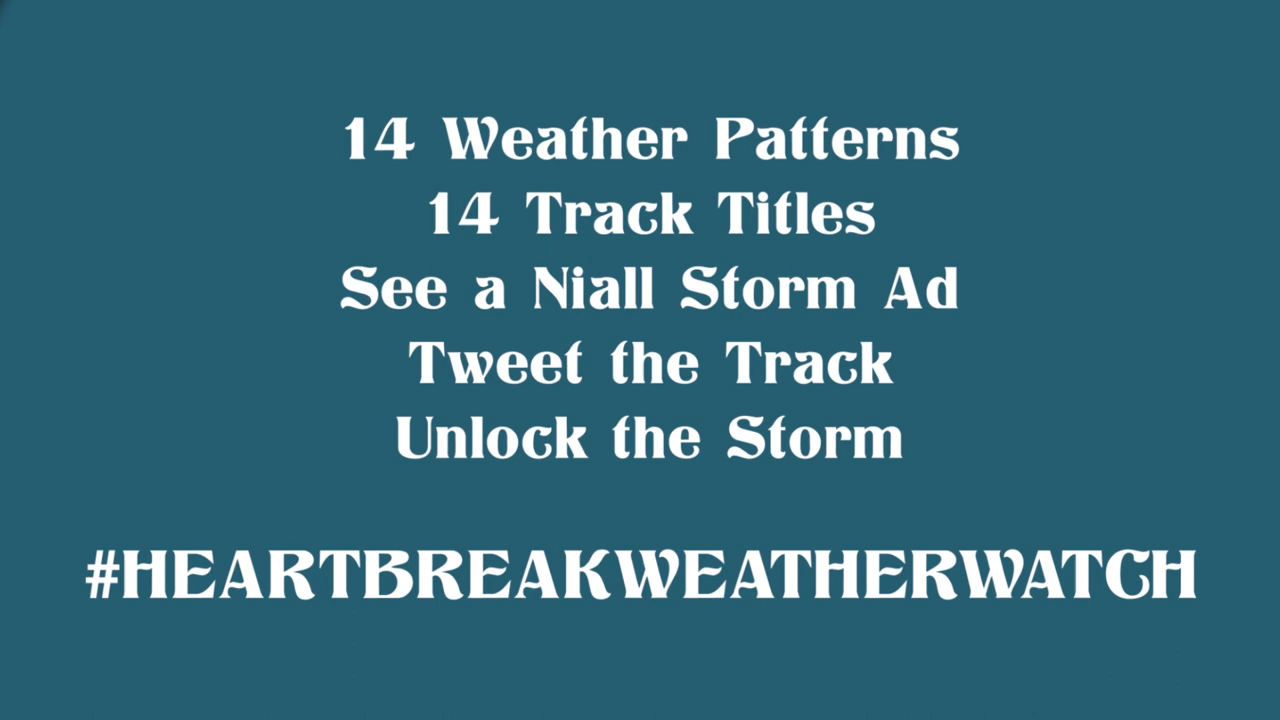 14 Weather Patterns
14 Track Titles
See a Niall Storm Ad
Tweet the Track
Unlock the Storm
#HEARTBREAKWEATHERWATCH